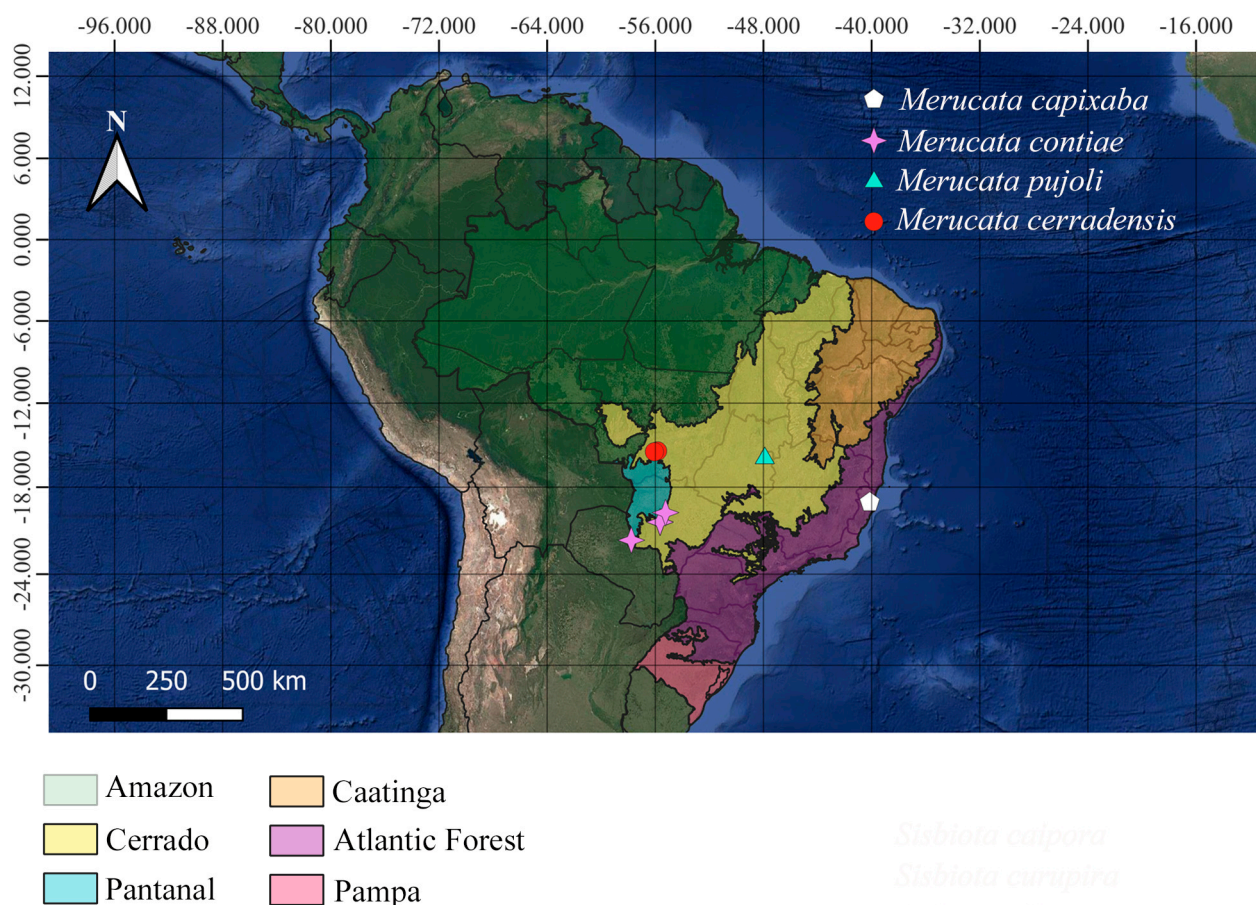 -96.000 -88.000 -80.000 -72.000 -64.000 -56.000 -48.000 -40.000 -32.000 -24.000 -16.000
12.000
6.000
0.000
-6.000
-12.000
-18.000
-24.000
-30.000
N
Merucata capixaba
Merucata contiae
Merucata pujoli
Merucata cerradensis
0 250 500 km
Amazon
Cerrado
Pantanal
Caatinga
Atlantic Forest
Pampa
Sisbiota caipora
Sisbiota curupira